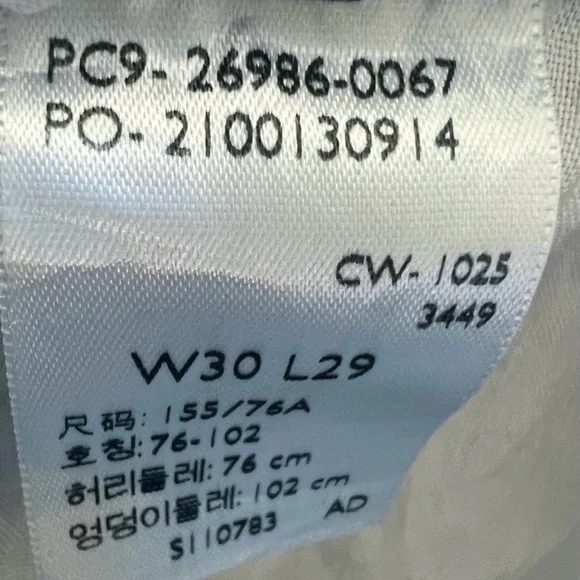 PC9- 26986-0067
PO- 2100130914
CW- 1025
3449
W30 L29
尺码: 155/76A
호칭: 76-102
허리둘레: 76 cm
엉덩이둘레: 102 cm
S110783 AD